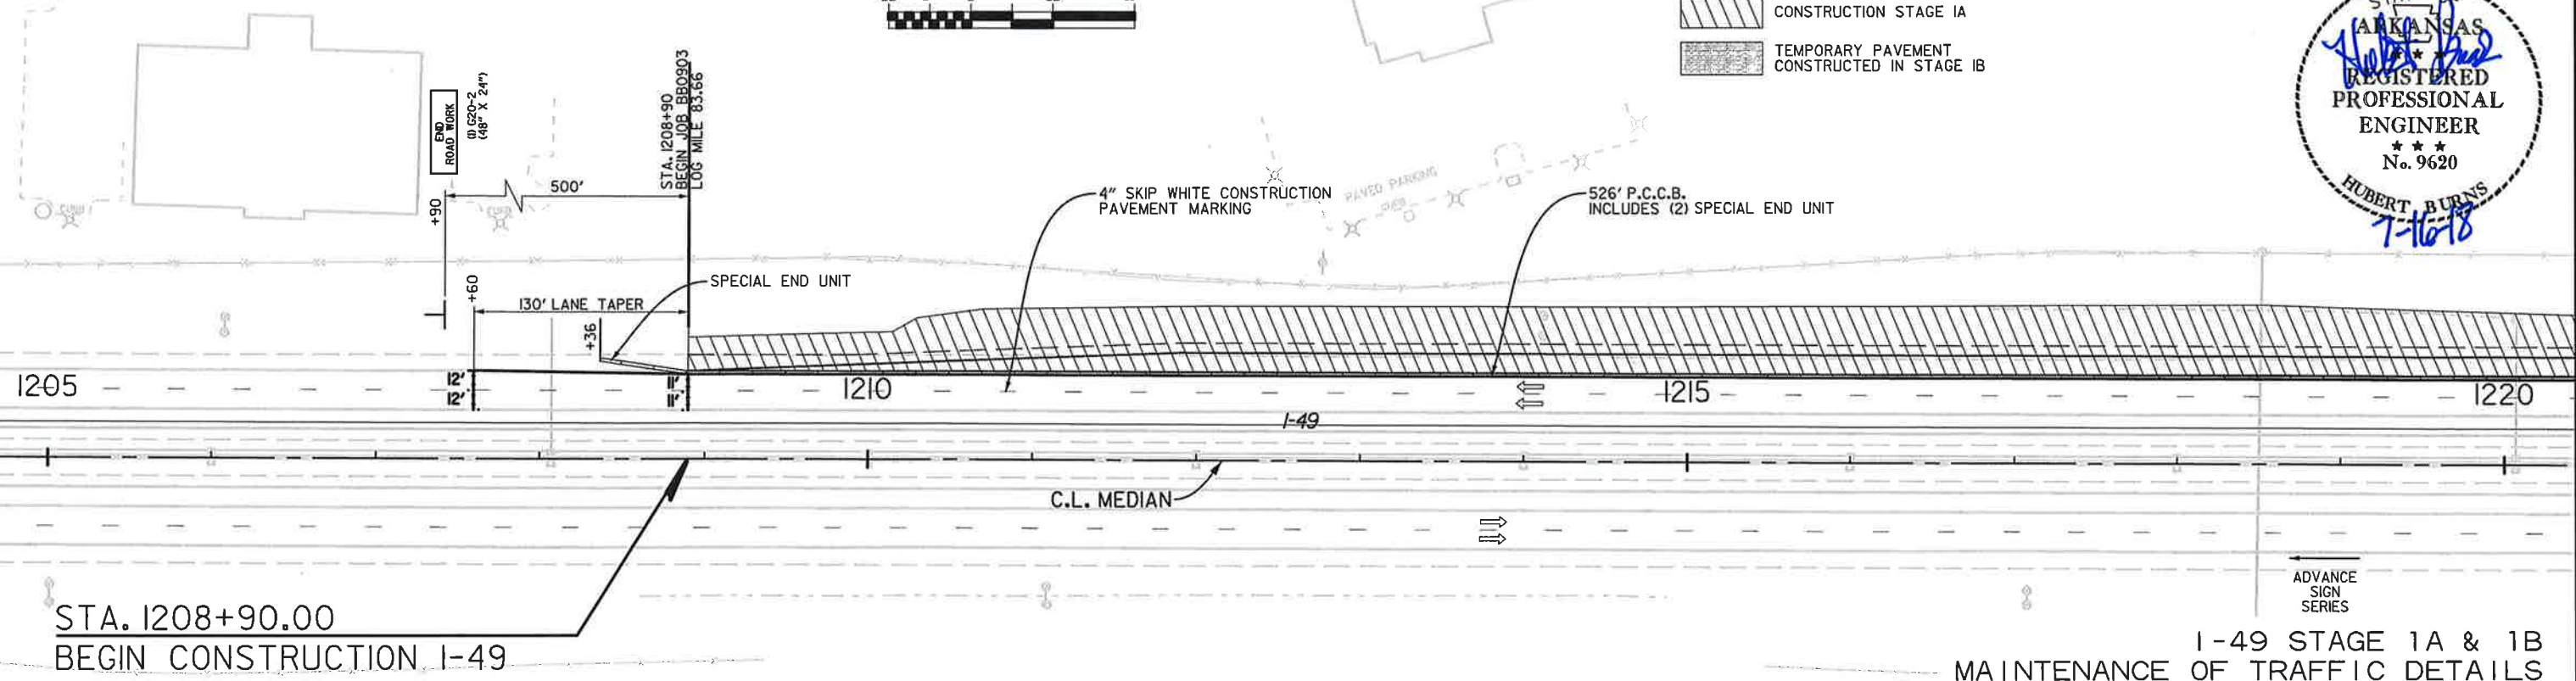 CONSTRUCTION STAGE 1A
TEMPORARY PAVEMENT
CONSTRUCTED IN STAGE 1B
ARKANSAS
★ ★ ★
REGISTERED
PROFESSIONAL
ENGINEER
★ ★ ★
No. 9620
HUBERT BURNS
7-16-18
END
ROAD WORK
(1) G20-2
(48" X 24")
STA. 1208+90
BEGIN JOB BB0903
LOG MILE 83.66
+90
500'
4" SKIP WHITE CONSTRUCTION
PAVEMENT MARKING
PAVED PARKING
526' P.C.C.B.
INCLUDES (2) SPECIAL END UNIT
+60
130' LANE TAPER
SPECIAL END UNIT
+36
1205
12'
12'
11'
11'
1210
1215
1220
I-49
C.L. MEDIAN
ADVANCE
SIGN
SERIES
STA. 1208+90.00
BEGIN CONSTRUCTION I-49
I-49 STAGE 1A & 1B
MAINTENANCE OF TRAFFIC DETAILS